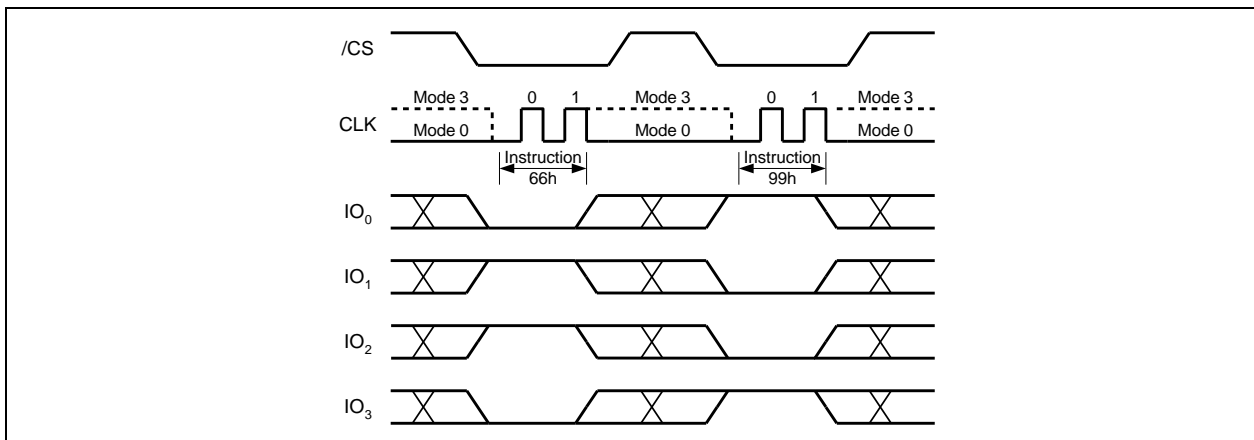 /CS
Mode 3 0 1 Mode 3 0 1 Mode 3
CLK
Mode 0 Mode 0 Mode 0
Instruction Instruction
66h 99h
IO₀
IO₁
IO₂
IO₃